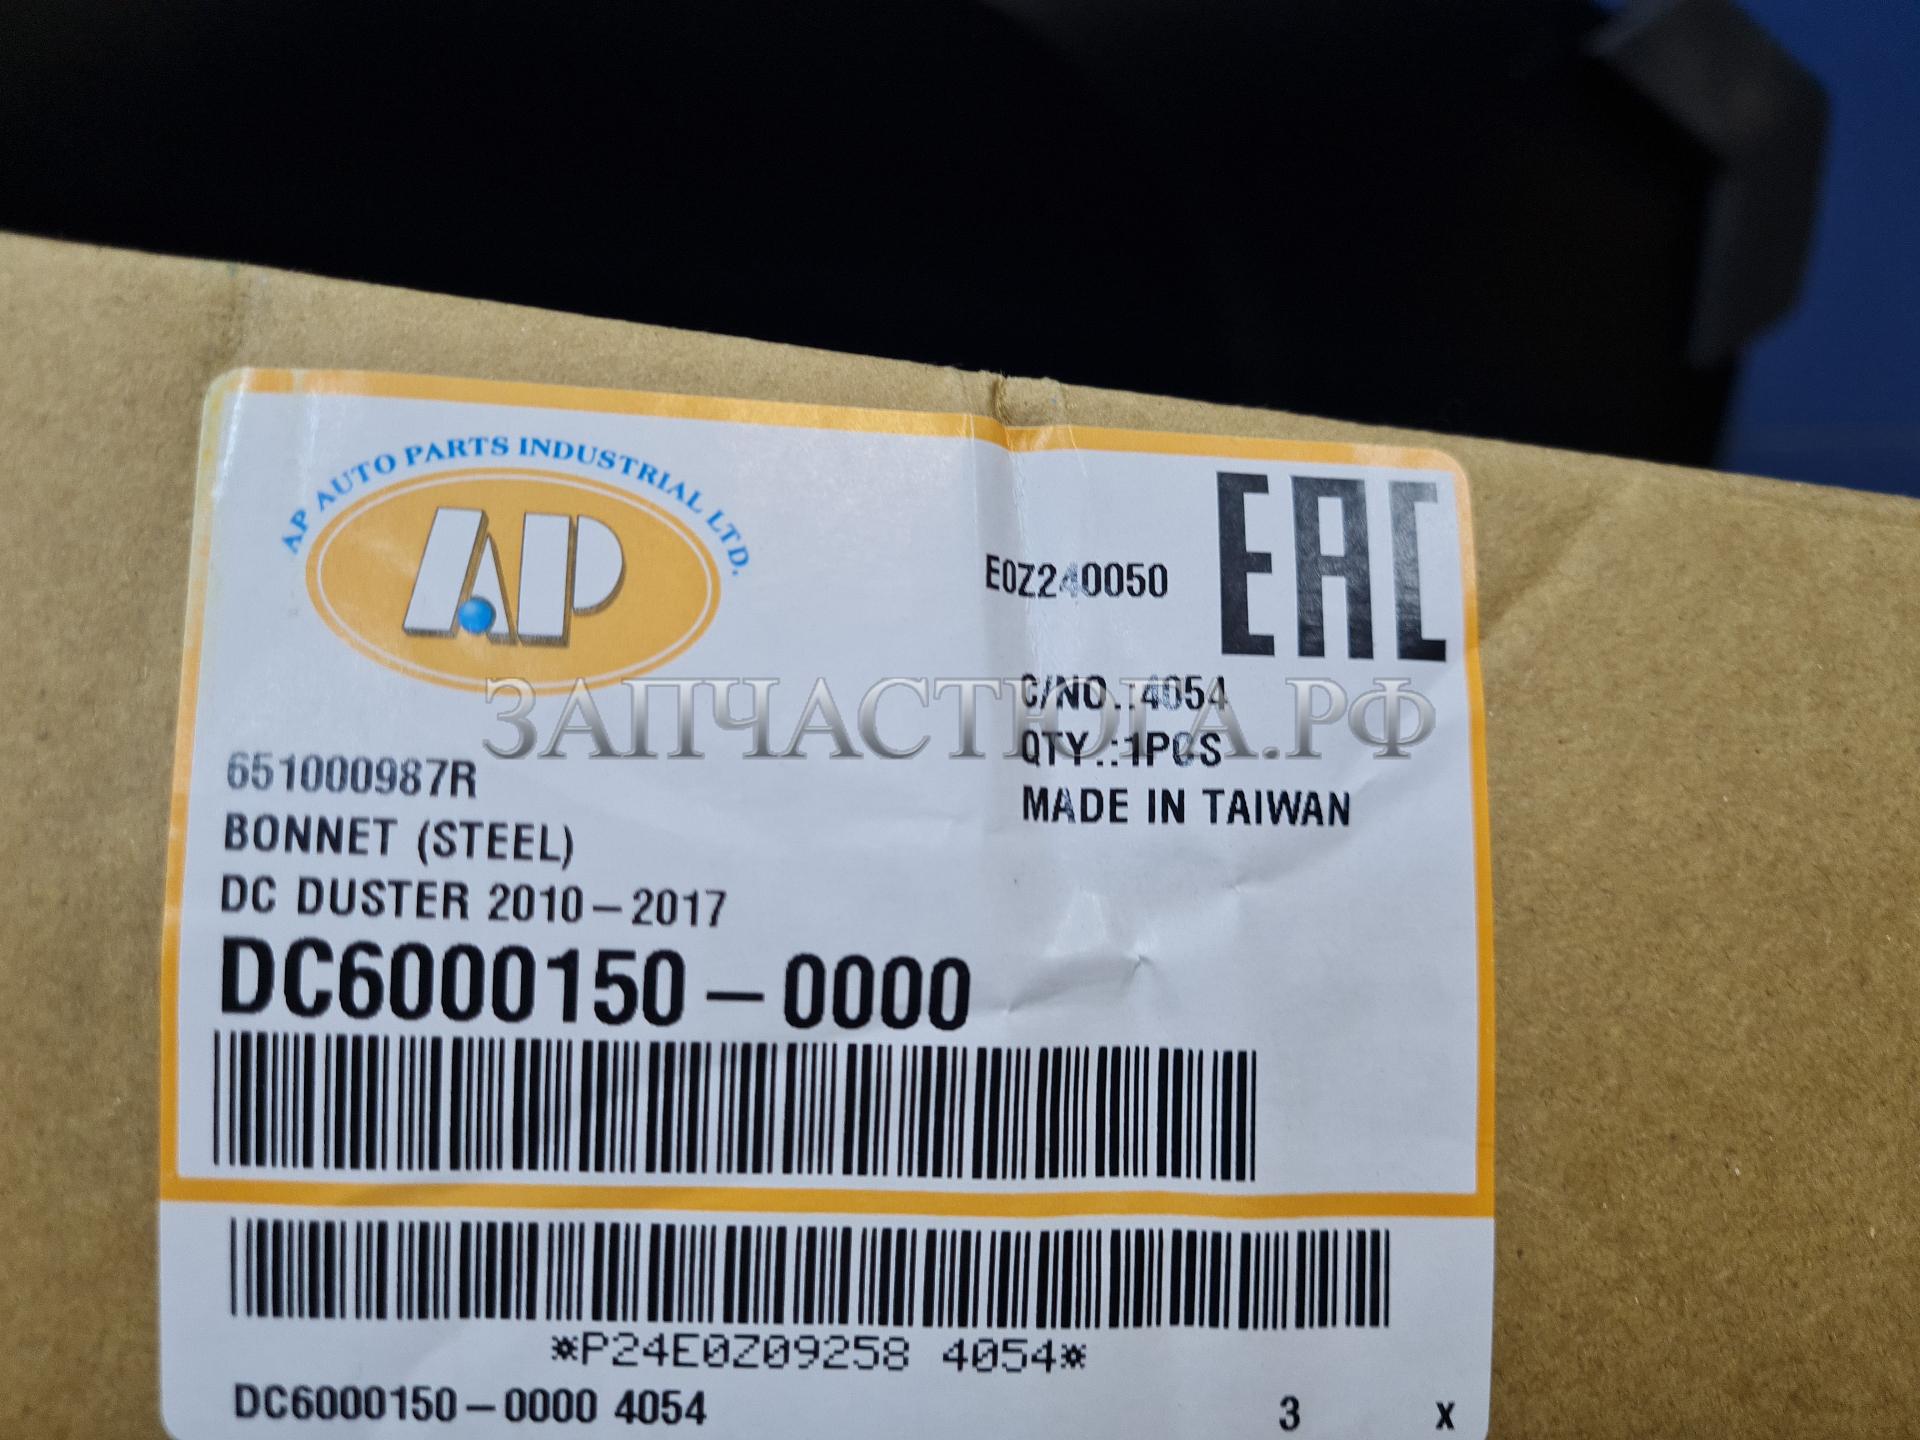 AP AUTO PARTS INDUSTRIAL LTD.
AP
EAC
E0Z240050
ЗАПЧАСТЮГА.РФ
C/NO.:4054
QTY.:1PCS
MADE IN TAIWAN
651000987R
BONNET (STEEL)
DC DUSTER 2010-2017
DC6000150-0000
*P24E0Z09258 4054*
DC6000150-0000 4054 3 x